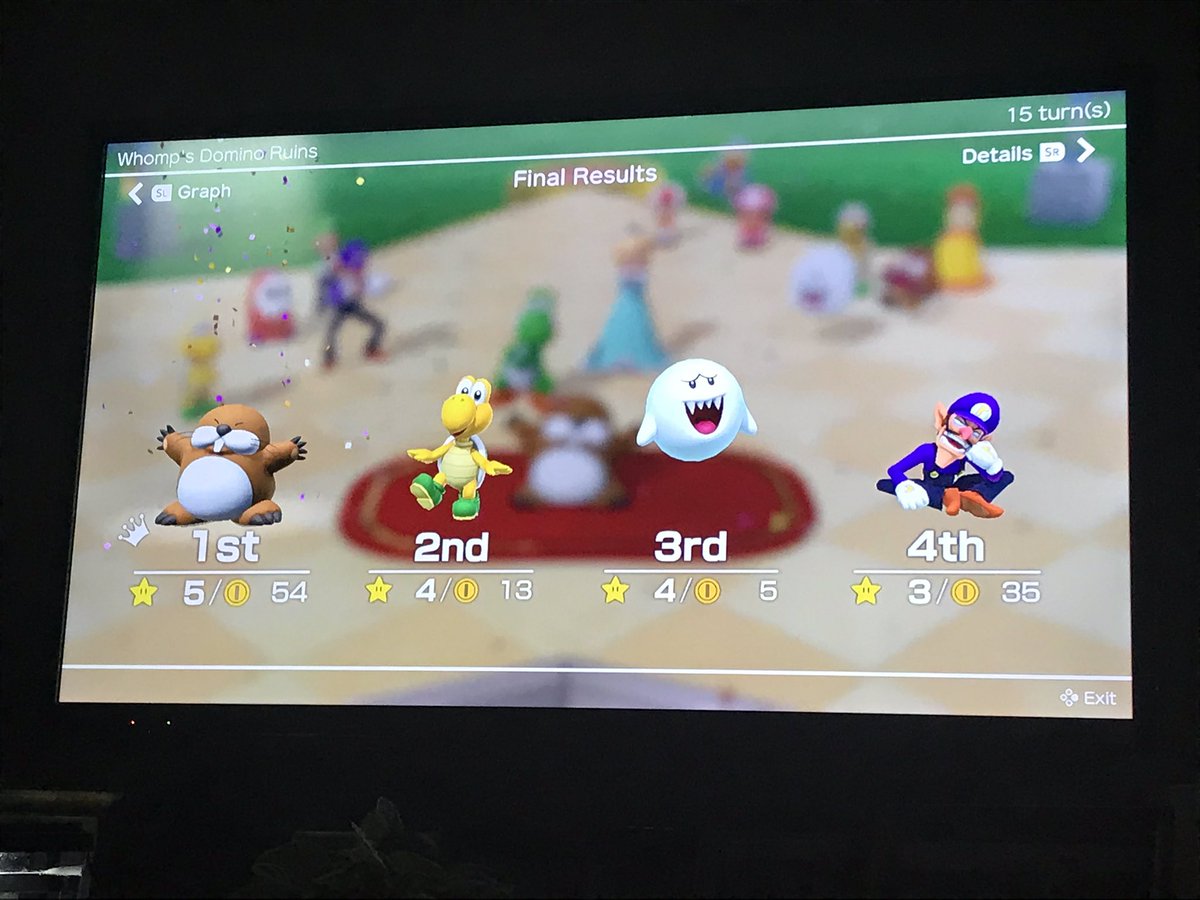 15 turn(s)
Whomp's Domino Ruins
Details SR
Final Results
SL Graph
1st 2nd 3rd 4th
5/ 54 4/ 13 4/ 5 3/ 35
Exit